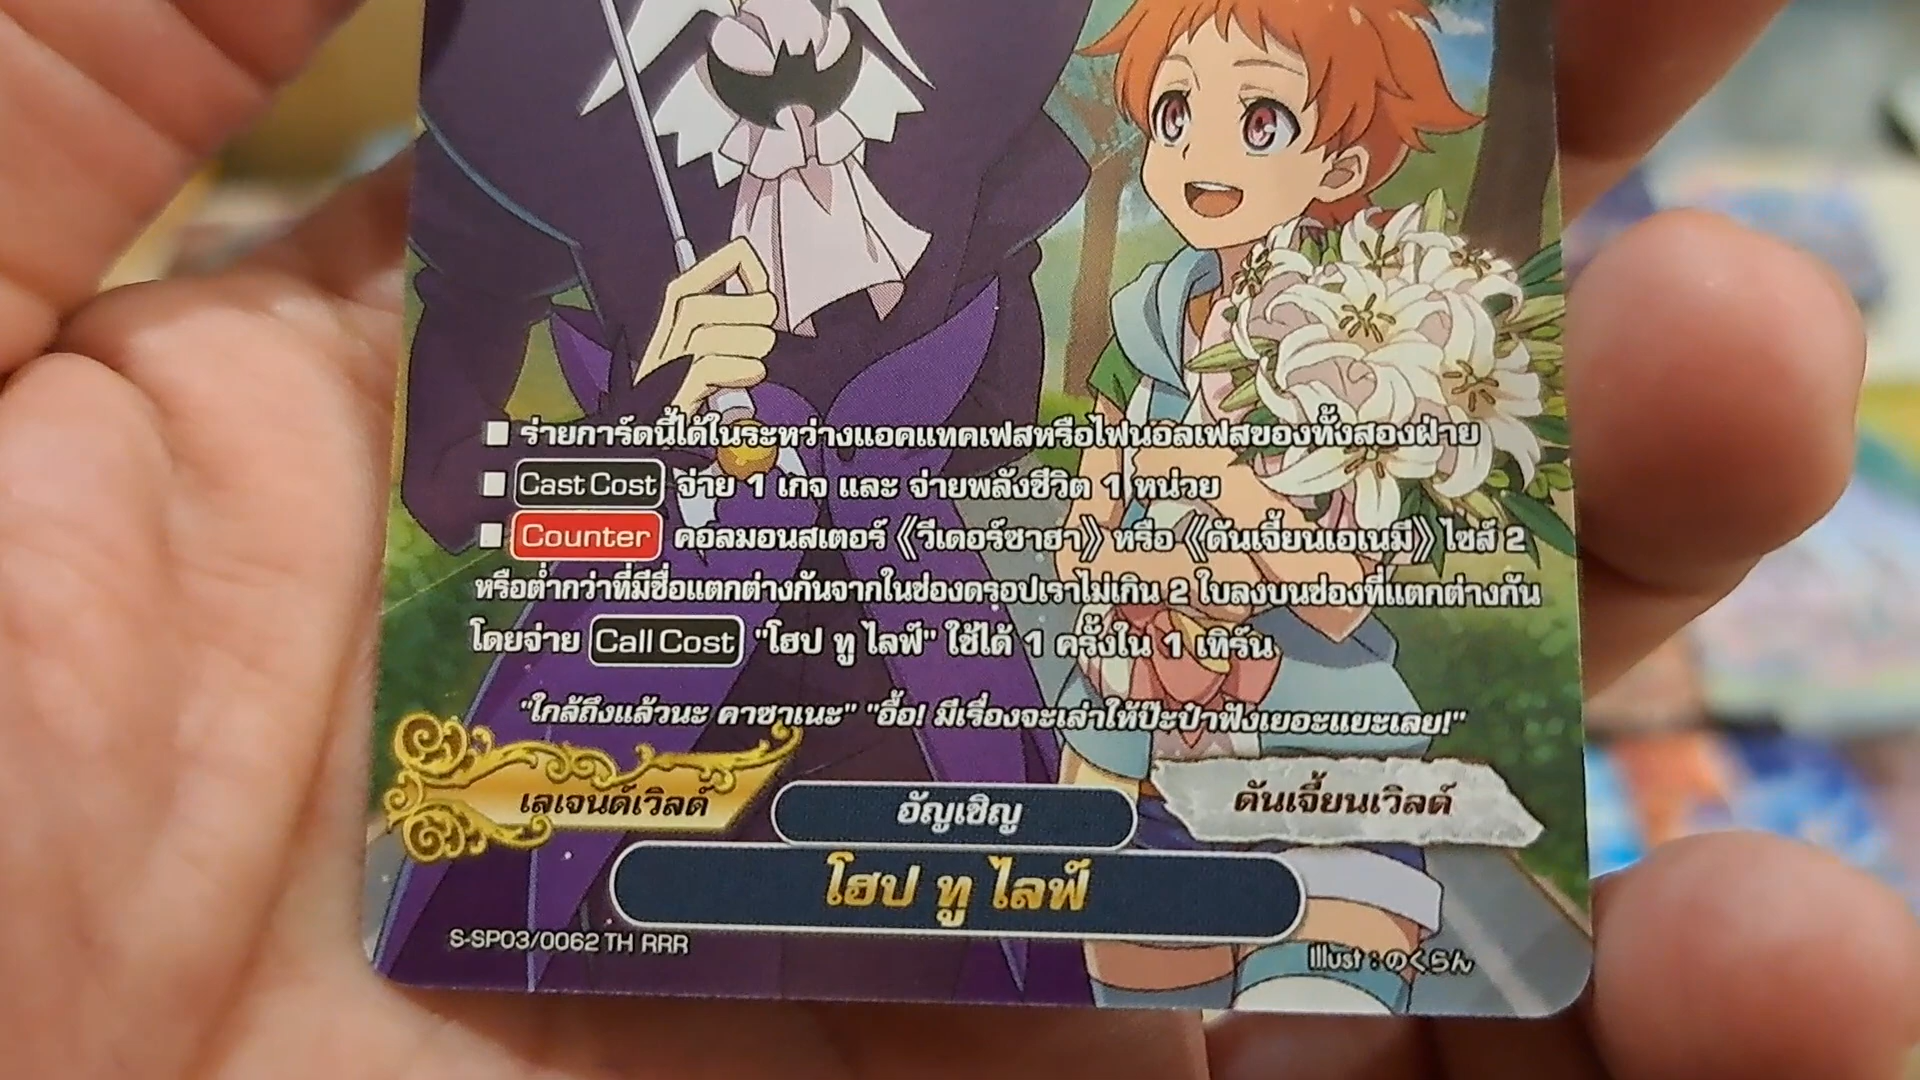 ■ ร่ายการ์ดนี้ได้ในระหว่างแอคแทคเฟสหรือไฟนอลเฟสของทั้งสองฝ่าย
■ Cast Cost จ่าย 1 เกจ และ จ่ายพลังชีวิต 1 หน่วย
■ Counter คอลมอนสเตอร์《วีเดอร์ซาฮา》หรือ《ดันเจี้ยนเอเนมี》ไซส์ 2
หรือต่ำกว่าที่มีชื่อแตกต่างกันจากในช่องดรอปเราไม่เกิน 2 ใบลงบนช่องที่แตกต่างกัน
โดยจ่าย Call Cost "โฮป ทู ไลฟ์" ใช้ได้ 1 ครั้งใน 1 เทิร์น
"ใกล้ถึงแล้วนะ คาซาเนะ" "อื้อ! มีเรื่องจะเล่าให้ป๊ะป๋าฟังเยอะแยะเลย!"
เลเจนด์เวิลด์
อัญเชิญ
ดันเจี้ยนเวิลด์
โฮป ทู ไลฟ์
S-SP03/0062 TH RRR
Illust : のくらん